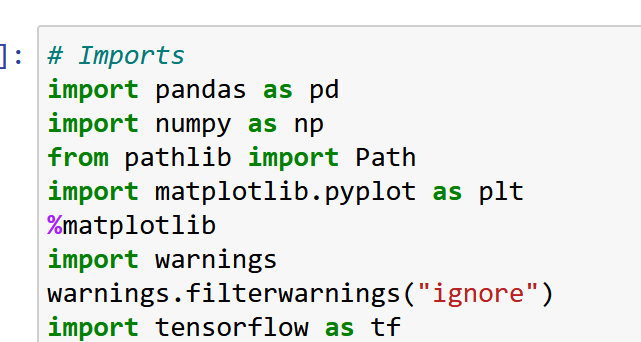 ]: # Imports
import pandas as pd
import numpy as np
from pathlib import Path
import matplotlib.pyplot as plt
%matplotlib
import warnings
warnings.filterwarnings("ignore")
import tensorflow as tf